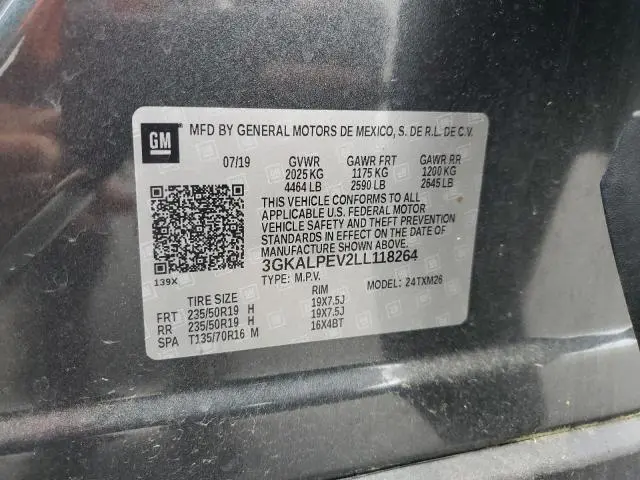 GM
MFD BY GENERAL MOTORS DE MEXICO, S. DE R.L. DE C.V.
07/19 GVWR GAWR FRT GAWR RR
2025 KG 1175 KG 1200 KG
4464 LB 2590 LB 2645 LB
THIS VEHICLE CONFORMS TO ALL
APPLICABLE U.S. FEDERAL MOTOR
VEHICLE SAFETY AND THEFT PREVENTION
STANDARDS IN EFFECT ON THE DATE OF
MANUFACTURE SHOWN ABOVE.
3GKALPEV2LL118264
139X TYPE: M.P.V. MODEL: 24TXM26
TIRE SIZE RIM
FRT 235/50R19 H 19X7.5J
RR 235/50R19 H 19X7.5J
SPA T135/70R16 M 16X4BT